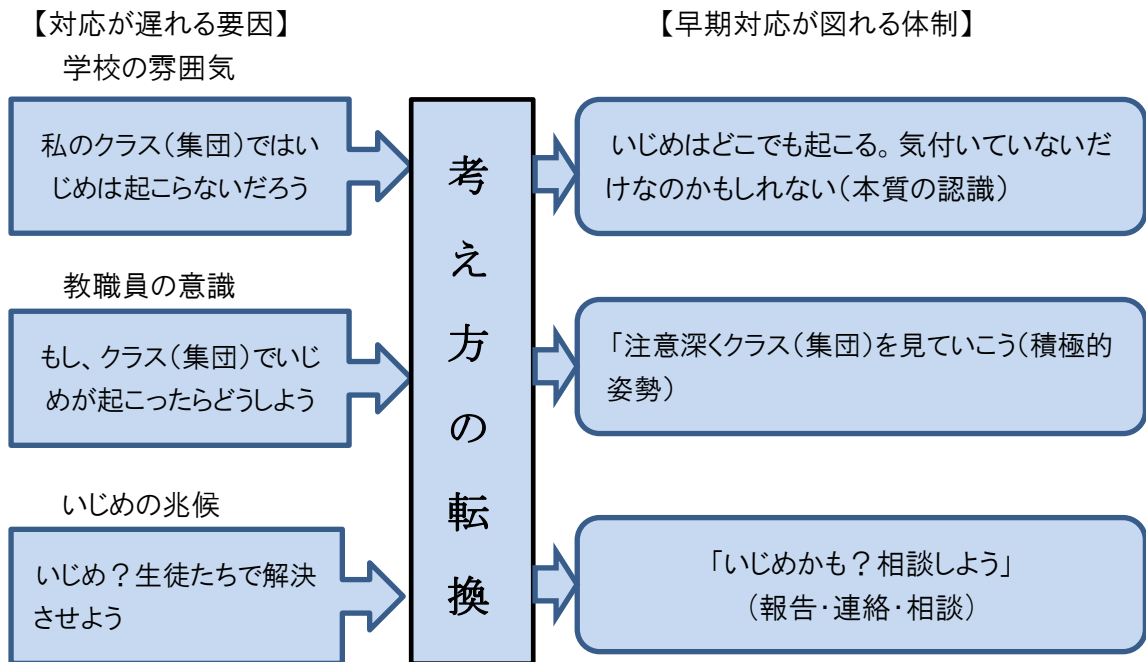 【対応が遅れる要因】
【早期対応が図れる体制】
学校の雰囲気
私のクラス(集団)ではい
じめは起こらないだろう
考え方の転換
いじめはどこでも起こる。気付いていないだ
けなのかもしれない(本質の認識)
教職員の意識
もし、クラス(集団)でいじ
めが起こったらどうしよう
「注意深くクラス(集団)を見ていこう(積極的
姿勢)
いじめの兆候
いじめ?生徒たちで解決
させよう
「いじめかも?相談しよう」
(報告・連絡・相談)